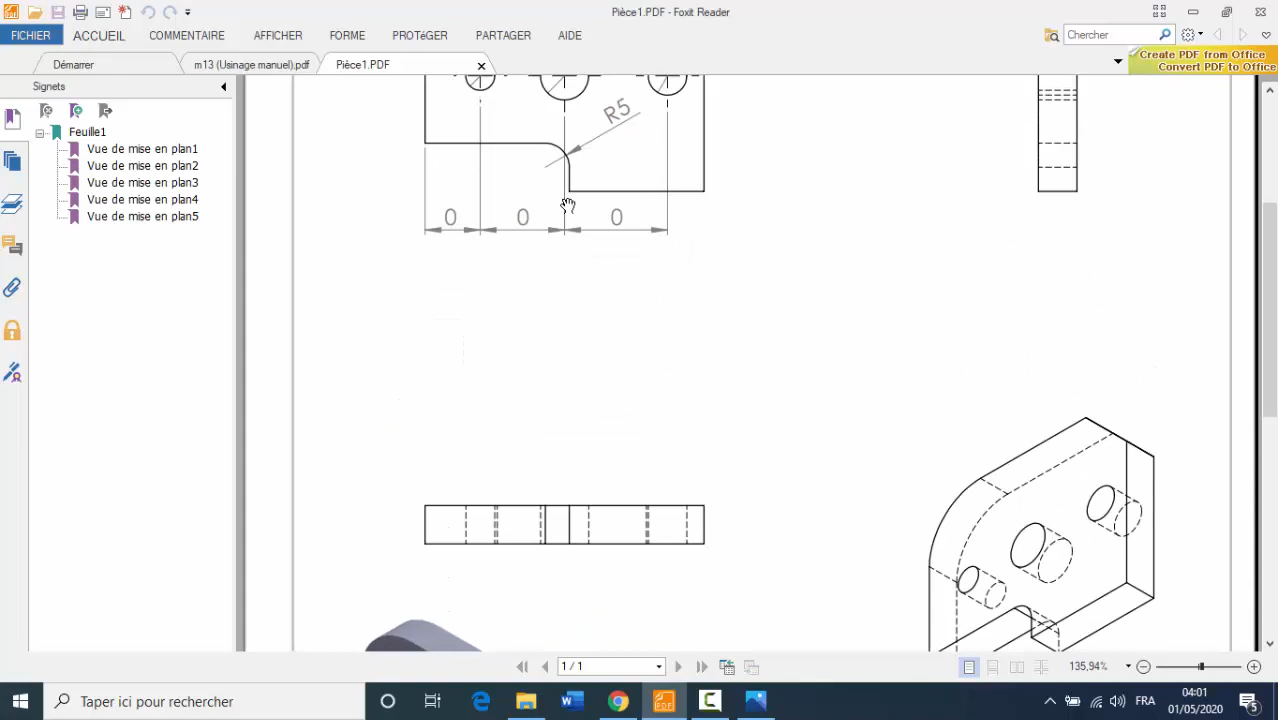 Pièce1.PDF - Foxit Reader
FICHIER ACCUEIL COMMENTAIRE AFFICHER FORME PROTéGER PARTAGER AIDE
Chercher
Create PDF from Office
Convert PDF to Office
Démarrer m13 (Usinage manuel).pdf Pièce1.PDF
Signets
Feuille1
Vue de mise en plan1
Vue de mise en plan2
Vue de mise en plan3
Vue de mise en plan4
Vue de mise en plan5
R5
0 0 0
1 / 1
135,94%
Taper ici pour rechercher
FRA
04:01
01/05/2020
5